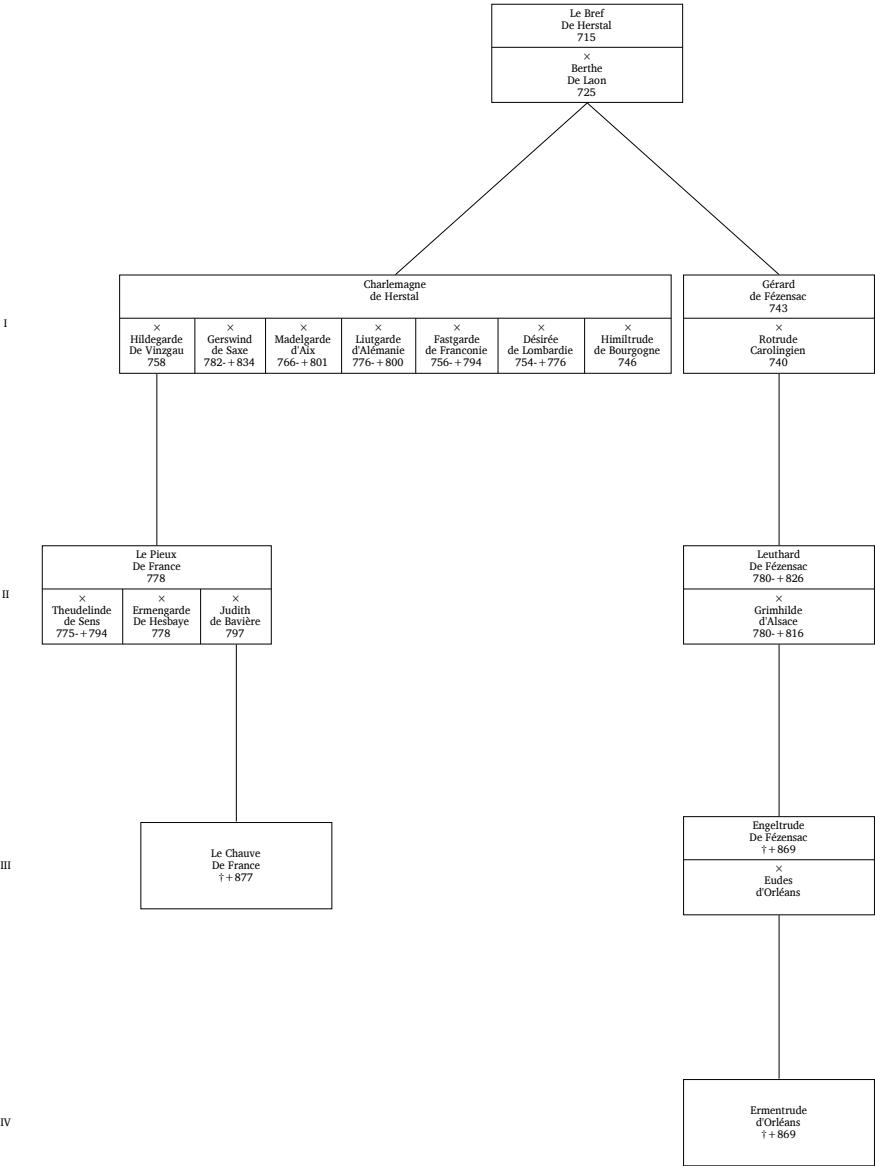 Le Bref
De Herstal
715
×
Berthe
De Laon
725
I
Charlemagne
de Herstal
×
Hildegarde
De Vinzgau
758
×
Gerswind
de Saxe
782-+834
×
Madelgarde
d'Aix
766-+801
×
Liutgarde
d'Alémanie
776-+800
×
Fastgarde
de Franconie
756-+794
×
Désirée
de Lombardie
754-+776
×
Himiltrude
de Bourgogne
746
Gérard
de Fézensac
743
×
Rotrude
Carolingien
740
II
Le Pieux
De France
778
×
Theudelinde
de Sens
775-+794
×
Ermengarde
De Hesbaye
778
×
Judith
de Bavière
797
Leuthard
De Fézensac
780-+826
×
Grimhilde
d'Alsace
780-+816
III
Le Chauve
De France
†+877
Engeltrude
De Fézensac
†+869
×
Eudes
d'Orléans
IV
Ermentrude
d'Orléans
†+869